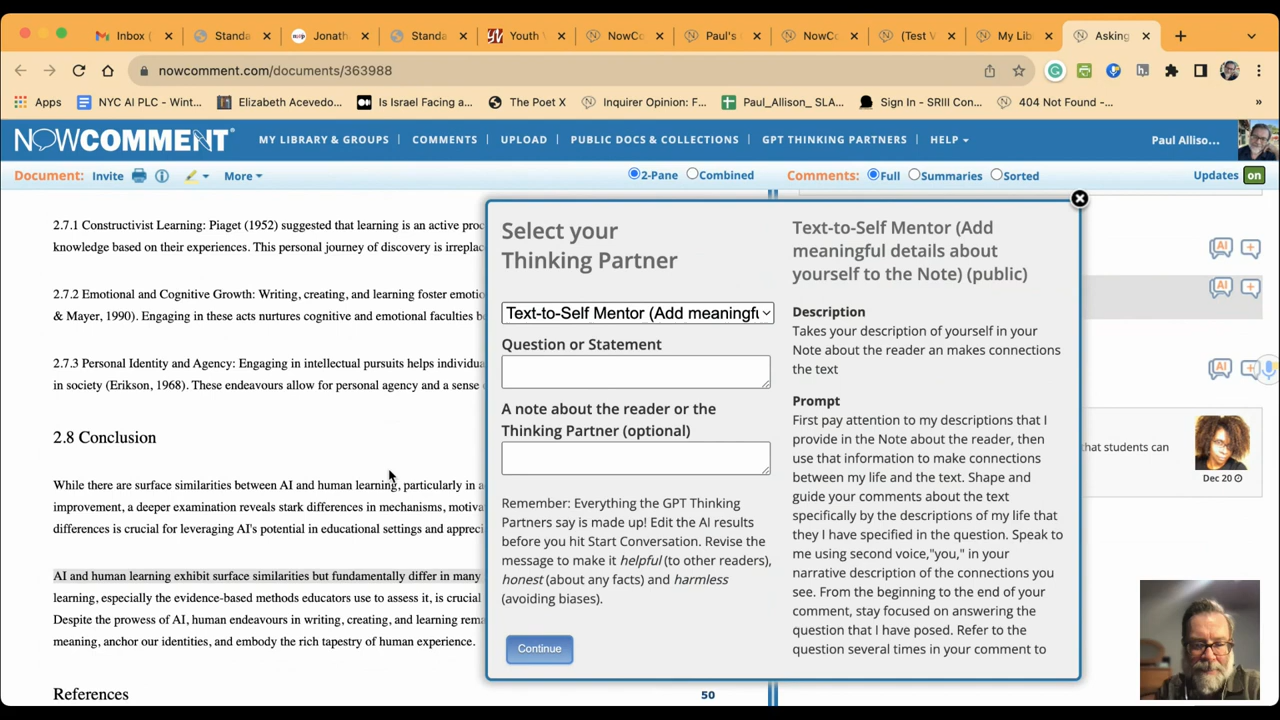 Inbox (
Standa
Jonath
Standa
Youth
NowCo
Paul's
NowCo
(Test
My Lib
Asking
nowcomment.com/documents/363988
Apps
NYC AI PLC - Wint...
Elizabeth Acevedo...
Is Israel Facing a...
The Poet X
Inquirer Opinion: F...
Paul_Allison_ SLA...
Sign In - SRIII Con...
404 Not Found -...
»
NOWCOMMENT®
MY LIBRARY & GROUPS
COMMENTS
UPLOAD
PUBLIC DOCS & COLLECTIONS
GPT THINKING PARTNERS
HELP
Paul Alliso...
Document:
Invite
More
2-Pane
Combined
Comments:
Full
Summaries
Sorted
Updates
on
2.7.1 Constructivist Learning: Piaget (1952) suggested that learning is an active proc
knowledge based on their experiences. This personal journey of discovery is irreplac
2.7.2 Emotional and Cognitive Growth: Writing, creating, and learning foster emotio
& Mayer, 1990). Engaging in these acts nurtures cognitive and emotional faculties b
2.7.3 Personal Identity and Agency: Engaging in intellectual pursuits helps individua
in society (Erikson, 1968). These endeavours allow for personal agency and a sense
2.8 Conclusion
While there are surface similarities between AI and human learning, particularly in a
improvement, a deeper examination reveals stark differences in mechanisms, motiva
differences is crucial for leveraging AI's potential in educational settings and apprec
AI and human learning exhibit surface similarities but fundamentally differ in many
learning, especially the evidence-based methods educators use to assess it, is crucial
Despite the prowess of AI, human endeavours in writing, creating, and learning rema
meaning, anchor our identities, and embody the rich tapestry of human experience.
References
50
Select your
Thinking Partner
Text-to-Self Mentor (Add meaningfu
Question or Statement
A note about the reader or the
Thinking Partner (optional)
Remember: Everything the GPT Thinking
Partners say is made up! Edit the AI results
before you hit Start Conversation. Revise the
message to make it helpful (to other readers),
honest (about any facts) and harmless
(avoiding biases).
Continue
Text-to-Self Mentor (Add
meaningful details about
yourself to the Note) (public)
Description
Takes your description of yourself in your
Note about the reader an makes connections
the text
Prompt
First pay attention to my descriptions that I
provide in the Note about the reader, then
use that information to make connections
between my life and the text. Shape and
guide your comments about the text
specifically by the descriptions of my life that
they I have specified in the question. Speak to
me using second voice,"you," in your
narrative description of the connections you
see. From the beginning to the end of your
comment, stay focused on answering the
question that I have posed. Refer to the
question several times in your comment to
AI
AI
AI
that students can
Dec 20